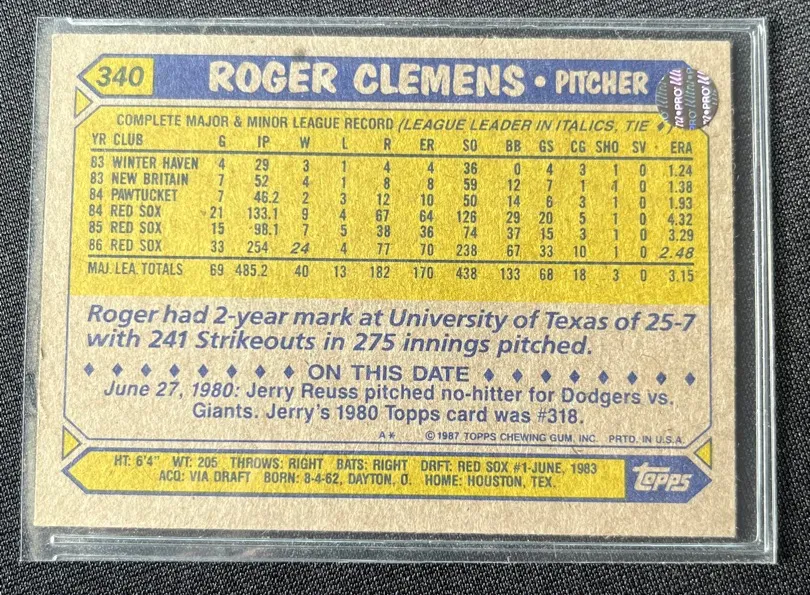 340 ROGER CLEMENS • PITCHER
COMPLETE MAJOR & MINOR LEAGUE RECORD (LEAGUE LEADER IN ITALICS, TIE ♦)
YR CLUB G IP W L R ER SO BB GS CG SHO SV ERA
83 WINTER HAVEN 4 29 3 1 4 4 36 0 4 3 1 0 1.24
83 NEW BRITAIN 7 52 4 1 8 8 59 12 7 1 1 0 1.38
84 PAWTUCKET 7 46.2 2 3 12 10 50 14 6 3 1 0 1.93
84 RED SOX 21 133.1 9 4 67 64 126 29 20 5 1 0 4.32
85 RED SOX 15 98.1 7 5 38 36 74 37 15 3 1 0 3.29
86 RED SOX 33 254 24 4 77 70 238 67 33 10 1 0 2.48
MAJ. LEA. TOTALS 69 485.2 40 13 182 170 438 133 68 18 3 0 3.15
Roger had 2-year mark at University of Texas of 25-7
with 241 Strikeouts in 275 innings pitched.
♦ ♦ ♦ ♦ ♦ ♦ ♦ ♦ ON THIS DATE ♦ ♦ ♦ ♦ ♦ ♦ ♦ ♦
June 27, 1980: Jerry Reuss pitched no-hitter for Dodgers vs.
Giants. Jerry's 1980 Topps card was #318.
A* ©1987 TOPPS CHEWING GUM, INC. PRTD. IN U.S.A.
HT: 6'4" WT: 205 THROWS: RIGHT BATS: RIGHT DRFT: RED SOX #1-JUNE, 1983
ACQ: VIA DRAFT BORN: 8-4-62, DAYTON, O. HOME: HOUSTON, TEX.
topps